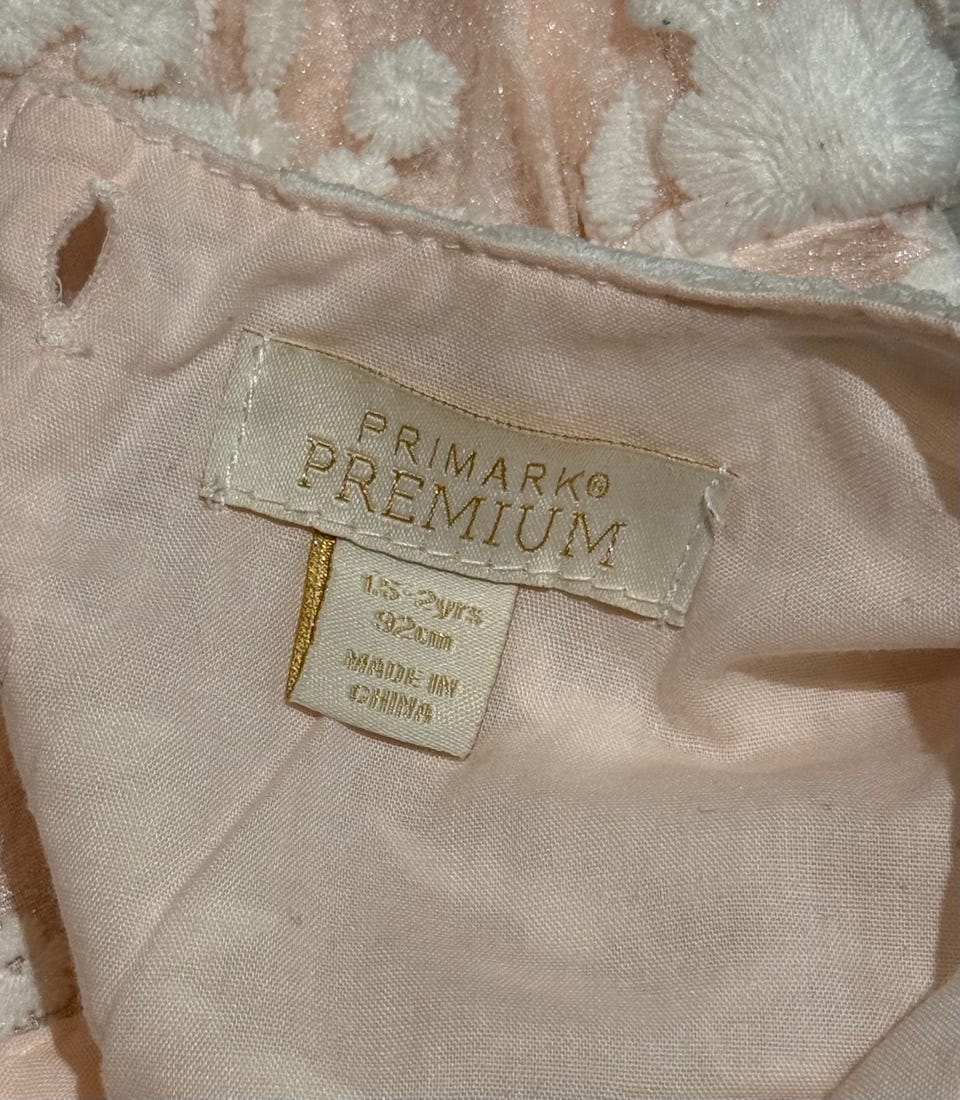 PRIMARK®
PREMIUM
1.5-2yrs
92cm
MADE IN
CHINA